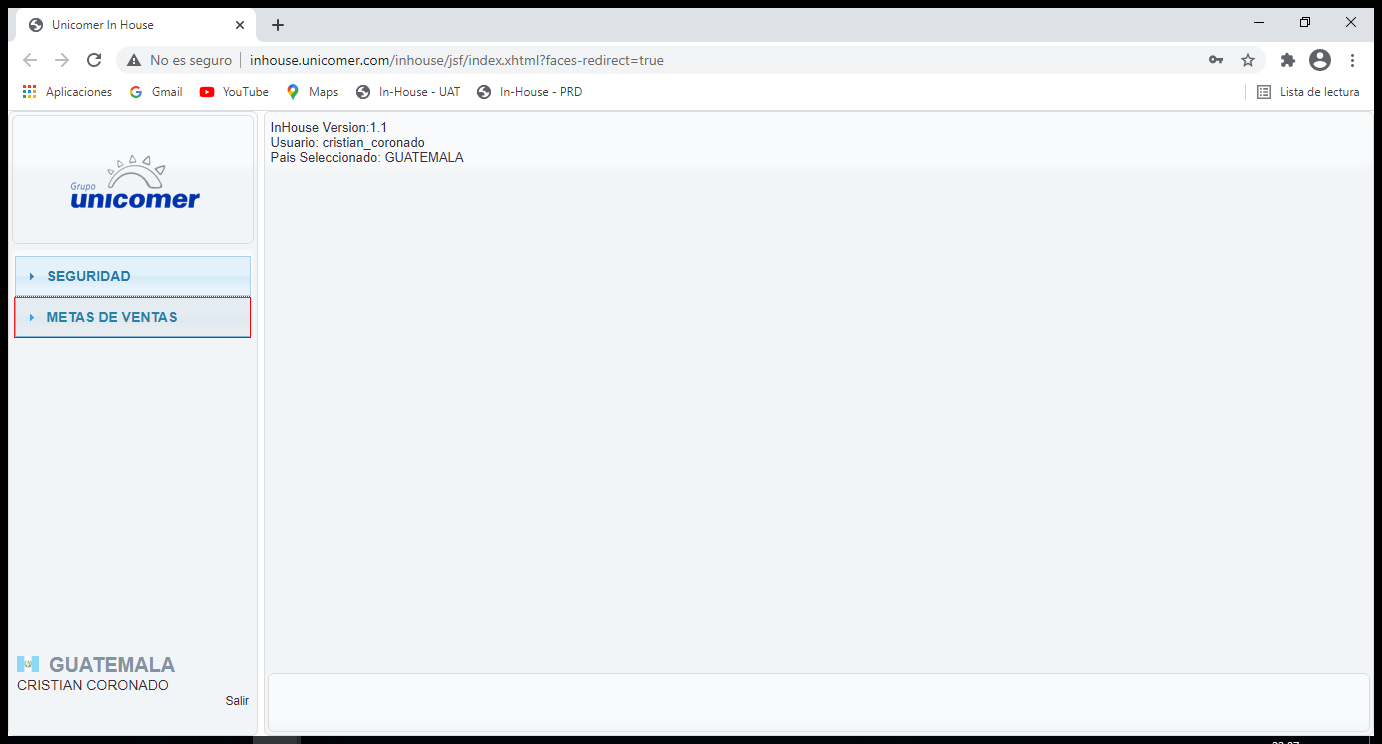 Unicomer In House
No es seguro inhouse.unicomer.com/inhouse/jsf/index.xhtml?faces-redirect=true
Aplicaciones Gmail YouTube Maps In-House - UAT In-House - PRD Lista de lectura
Grupo
unicomer
SEGURIDAD
METAS DE VENTAS
GUATEMALA
CRISTIAN CORONADO
Salir
InHouse Version:1.1
Usuario: cristian_coronado
Pais Seleccionado: GUATEMALA